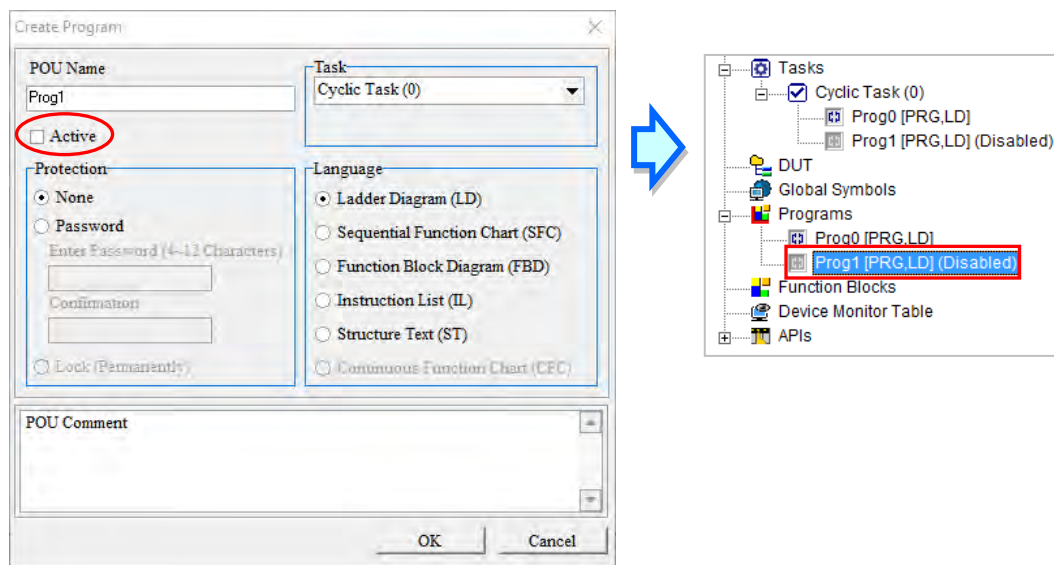 Create Program
POU Name
Prog1
Active
Task
Cyclic Task (0)
Protection
None
Password
Enter Password (4~12 Characters)
Confirmation
Lock (Permanently)
Language
Ladder Diagram (LD)
Sequential Function Chart (SFC)
Function Block Diagram (FBD)
Instruction List (IL)
Structure Text (ST)
Continuous Function Chart (CFC)
POU Comment
OK
Cancel
Tasks
Cyclic Task (0)
Prog0 [PRG,LD]
Prog1 [PRG,LD] (Disabled)
DUT
Global Symbols
Programs
Prog0 [PRG,LD]
Prog1 [PRG,LD] (Disabled)
Function Blocks
Device Monitor Table
APIs